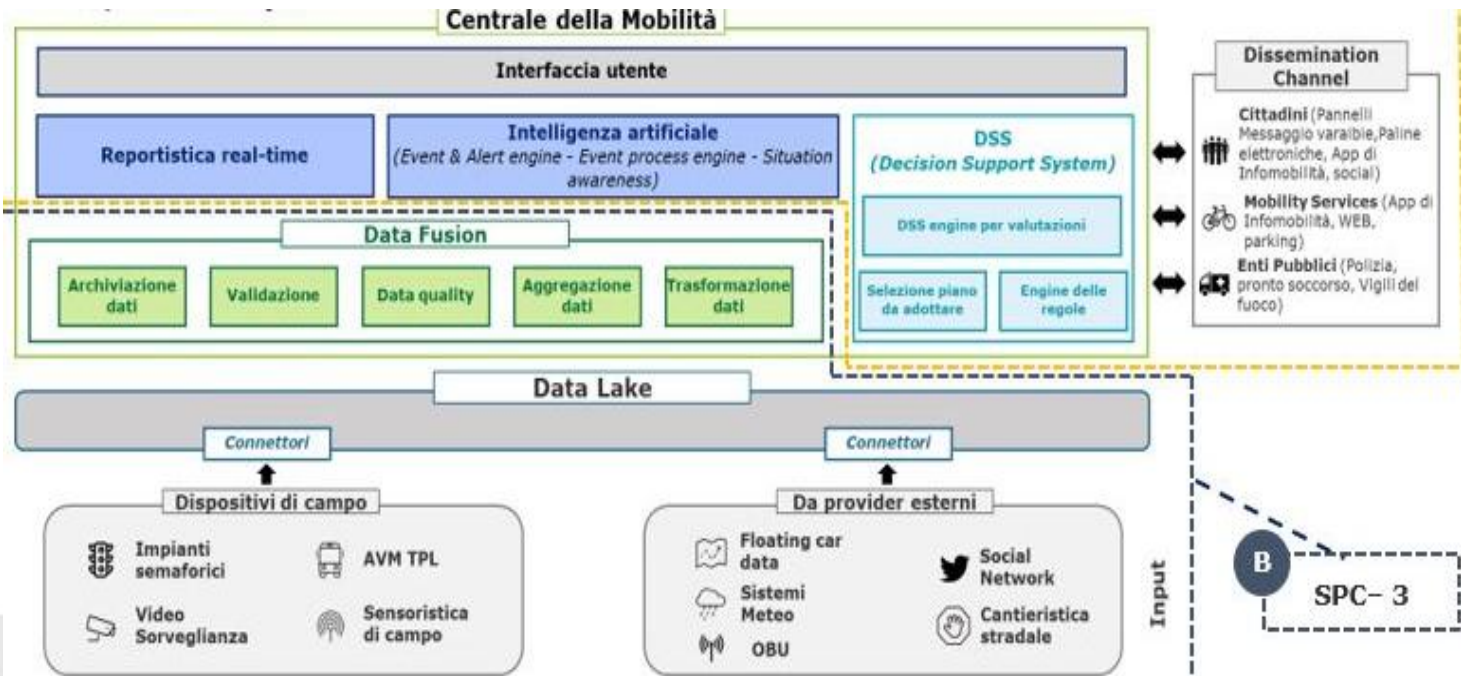 Centrale della Mobilità
Interfaccia utente
Reportistica real-time
Intelligenza artificiale
(Event & Alert engine - Event process engine - Situation
awareness)
DSS
(Decision Support System)
DSS engine per valutazioni
Selezione piano
da adottare
Engine delle
regole
Data Fusion
Archiviazione
dati
Validazione
Data quality
Aggregazione
dati
Trasformazione
dati
Dissemination
Channel
Cittadini (Pannelli
Messaggio varaibie,Paline
elettroniche, App di
Infomobilità, social)
Mobility Services (App di
Infomobilità, WEB,
parking)
Enti Pubblici (Polizia,
pronto soccorso, Vigili del
fuoco)
Data Lake
Connettori
Connettori
Dispositivi di campo
Impianti
semaforici
AVM TPL
Video
Sorveglianza
Sensoristica
di campo
Da provider esterni
Floating car
data
Social
Network
Sistemi
Meteo
Cantieristica
stradale
OBU
Input
B
SPC- 3